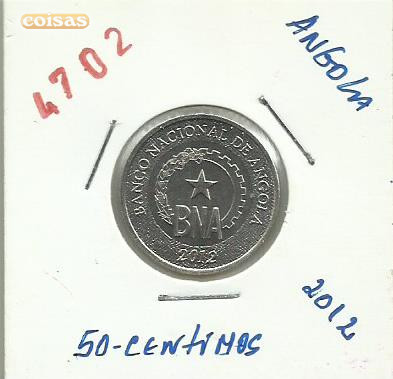 coisas
4702
ANGOLA
BANCO NACIONAL DE ANGOLA
BNA
2012
2012
50-CENTIMOS